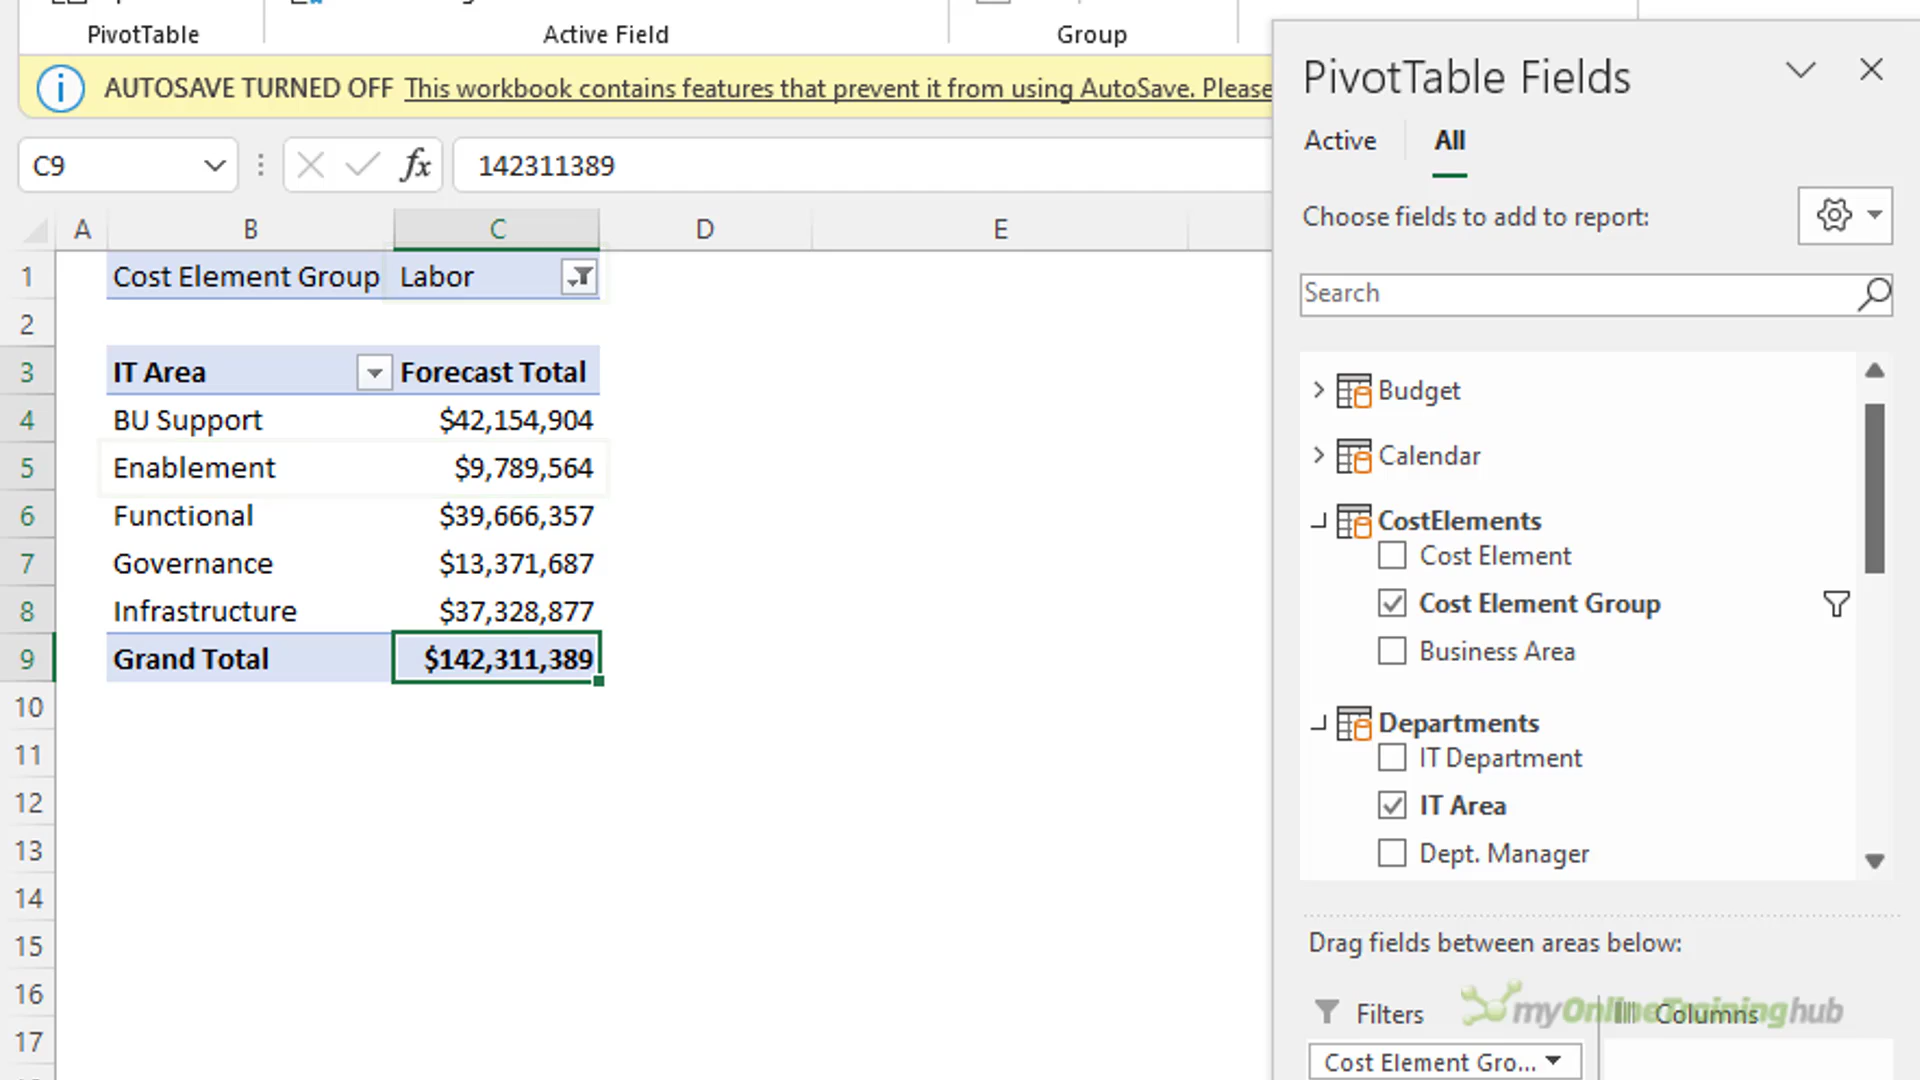 PivotTable
Active Field
Group
AUTOSAVE TURNED OFF This workbook contains features that prevent it from using AutoSave. Please
C9
fx
142311389
A B C D E
1 Cost Element Group Labor
2
3 IT Area Forecast Total
4 BU Support $42,154,904
5 Enablement $9,789,564
6 Functional $39,666,357
7 Governance $13,371,687
8 Infrastructure $37,328,877
9 Grand Total $142,311,389
10
11
12
13
14
15
16
17
PivotTable Fields
Active All
Choose fields to add to report:
Search
Budget
Calendar
CostElements
Cost Element
Cost Element Group
Business Area
Departments
IT Department
IT Area
Dept. Manager
Drag fields between areas below:
Filters
Columns
myOnlineTraininghub
Cost Element Gro...